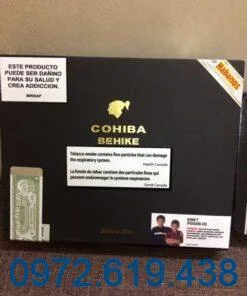 ESTE PRODUCTO
PUEDE SER DAÑINO
PARA SU SALUD Y
CREA ADDICCION.
MINSAP
Habanos
COHIBA
BEHIKE
Tobacco smoke contains fine particles that can damage
the respiratory system.
Health Canada
La fumée du tabac contient des particules fines qui
peuvent endommager le système respiratoire
Santé Canada
DON'T
POISON US
0972.619.438